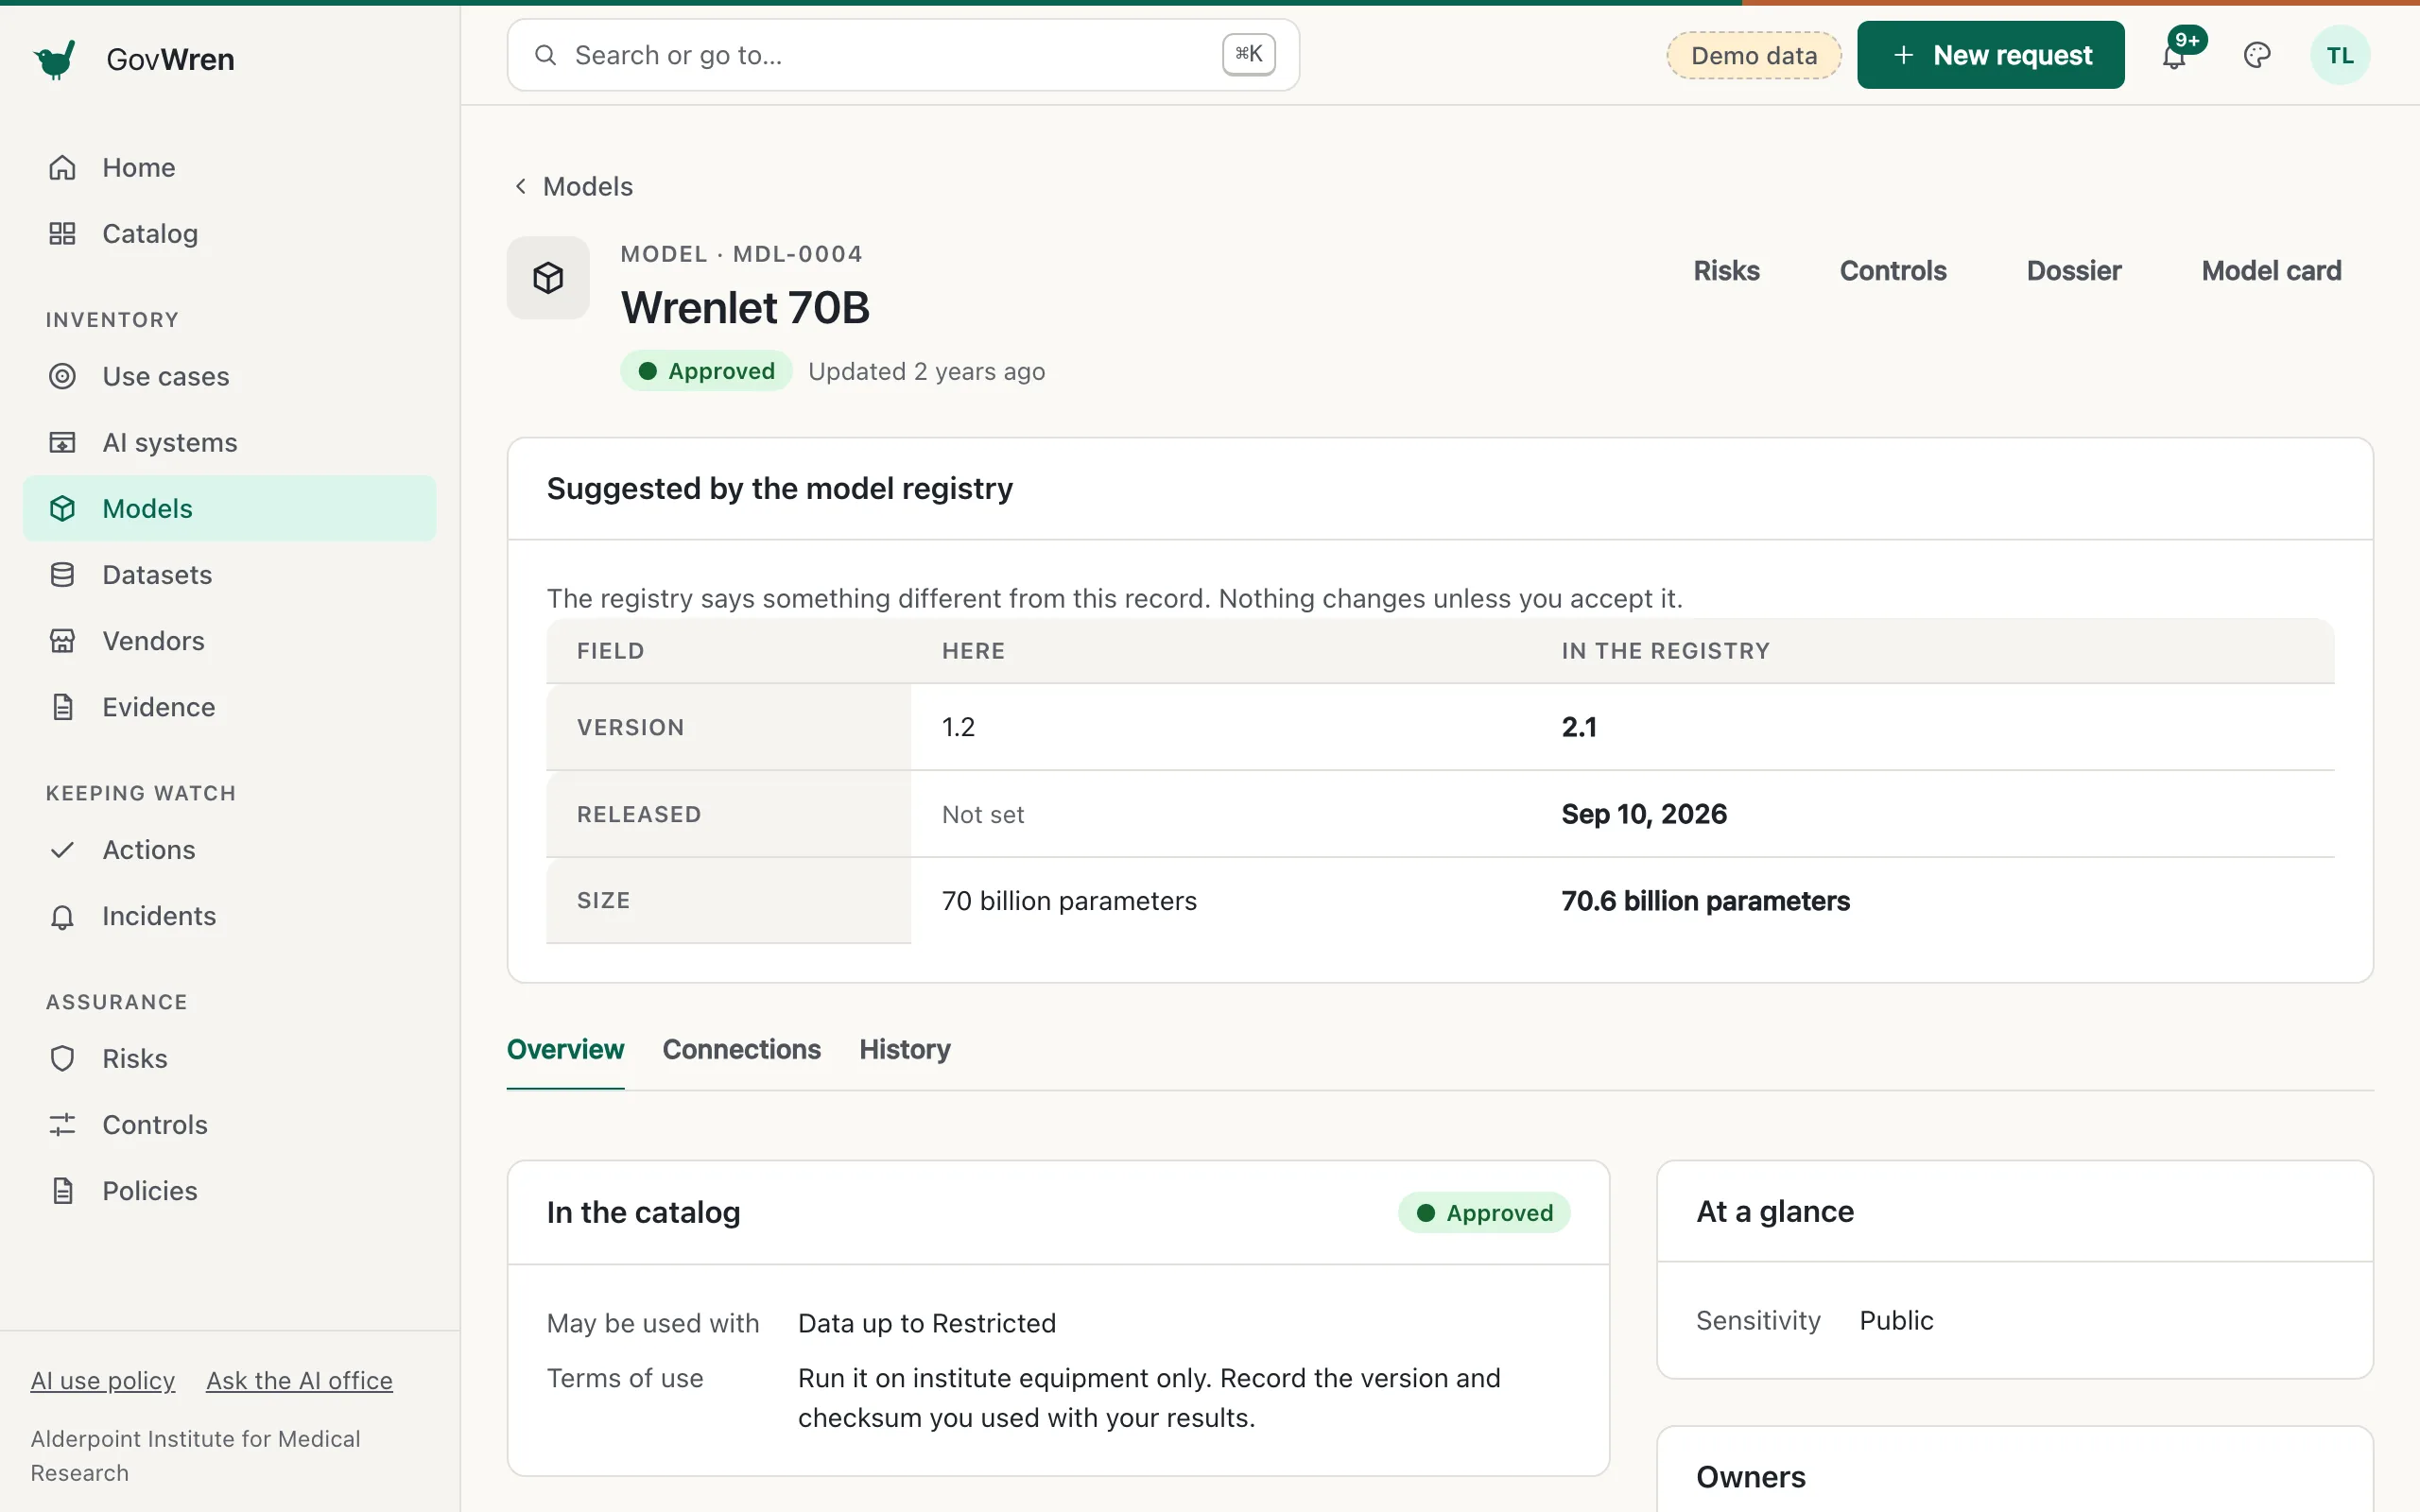 GovWren
Search or go to...
⌘K
Demo data
+ New request
9+
TL
Home
Catalog
INVENTORY
Use cases
AI systems
Models
Datasets
Vendors
Evidence
KEEPING WATCH
Actions
Incidents
ASSURANCE
Risks
Controls
Policies
AI use policy Ask the AI office
Alderpoint Institute for Medical
Research
Models
MODEL · MDL-0004
Wrenlet 70B
Approved Updated 2 years ago
Risks Controls Dossier Model card
Suggested by the model registry
The registry says something different from this record. Nothing changes unless you accept it.
FIELD HERE IN THE REGISTRY
VERSION 1.2 2.1
RELEASED Not set Sep 10, 2026
SIZE 70 billion parameters 70.6 billion parameters
Overview Connections History
In the catalog Approved
May be used with Data up to Restricted
Terms of use Run it on institute equipment only. Record the version and
checksum you used with your results.
At a glance
Sensitivity Public
Owners